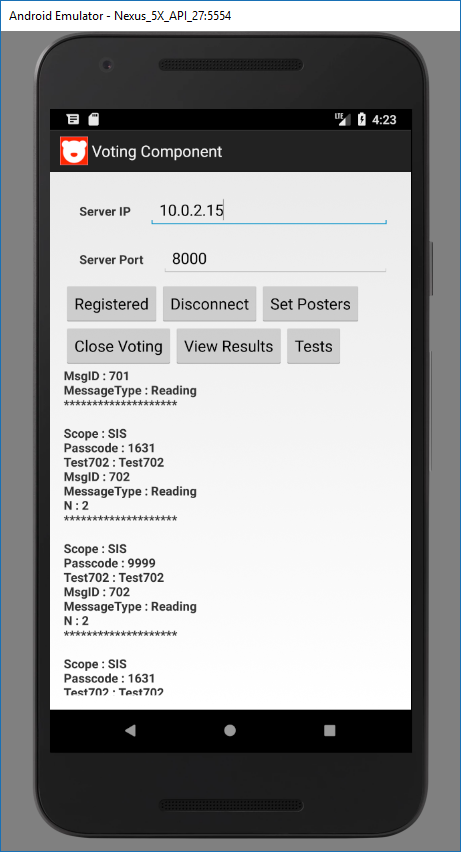 Android Emulator - Nexus_5X_API_27:5554
LTE 4:23
Voting Component
Server IP 10.0.2.15
Server Port 8000
Registered Disconnect Set Posters
Close Voting View Results Tests
MsgID : 701
MessageType : Reading
********************
Scope : SIS
Passcode : 1631
Test702 : Test702
MsgID : 702
MessageType : Reading
N : 2
********************
Scope : SIS
Passcode : 9999
Test702 : Test702
MsgID : 702
MessageType : Reading
N : 2
********************
Scope : SIS
Passcode : 1631
Test702 : Test702